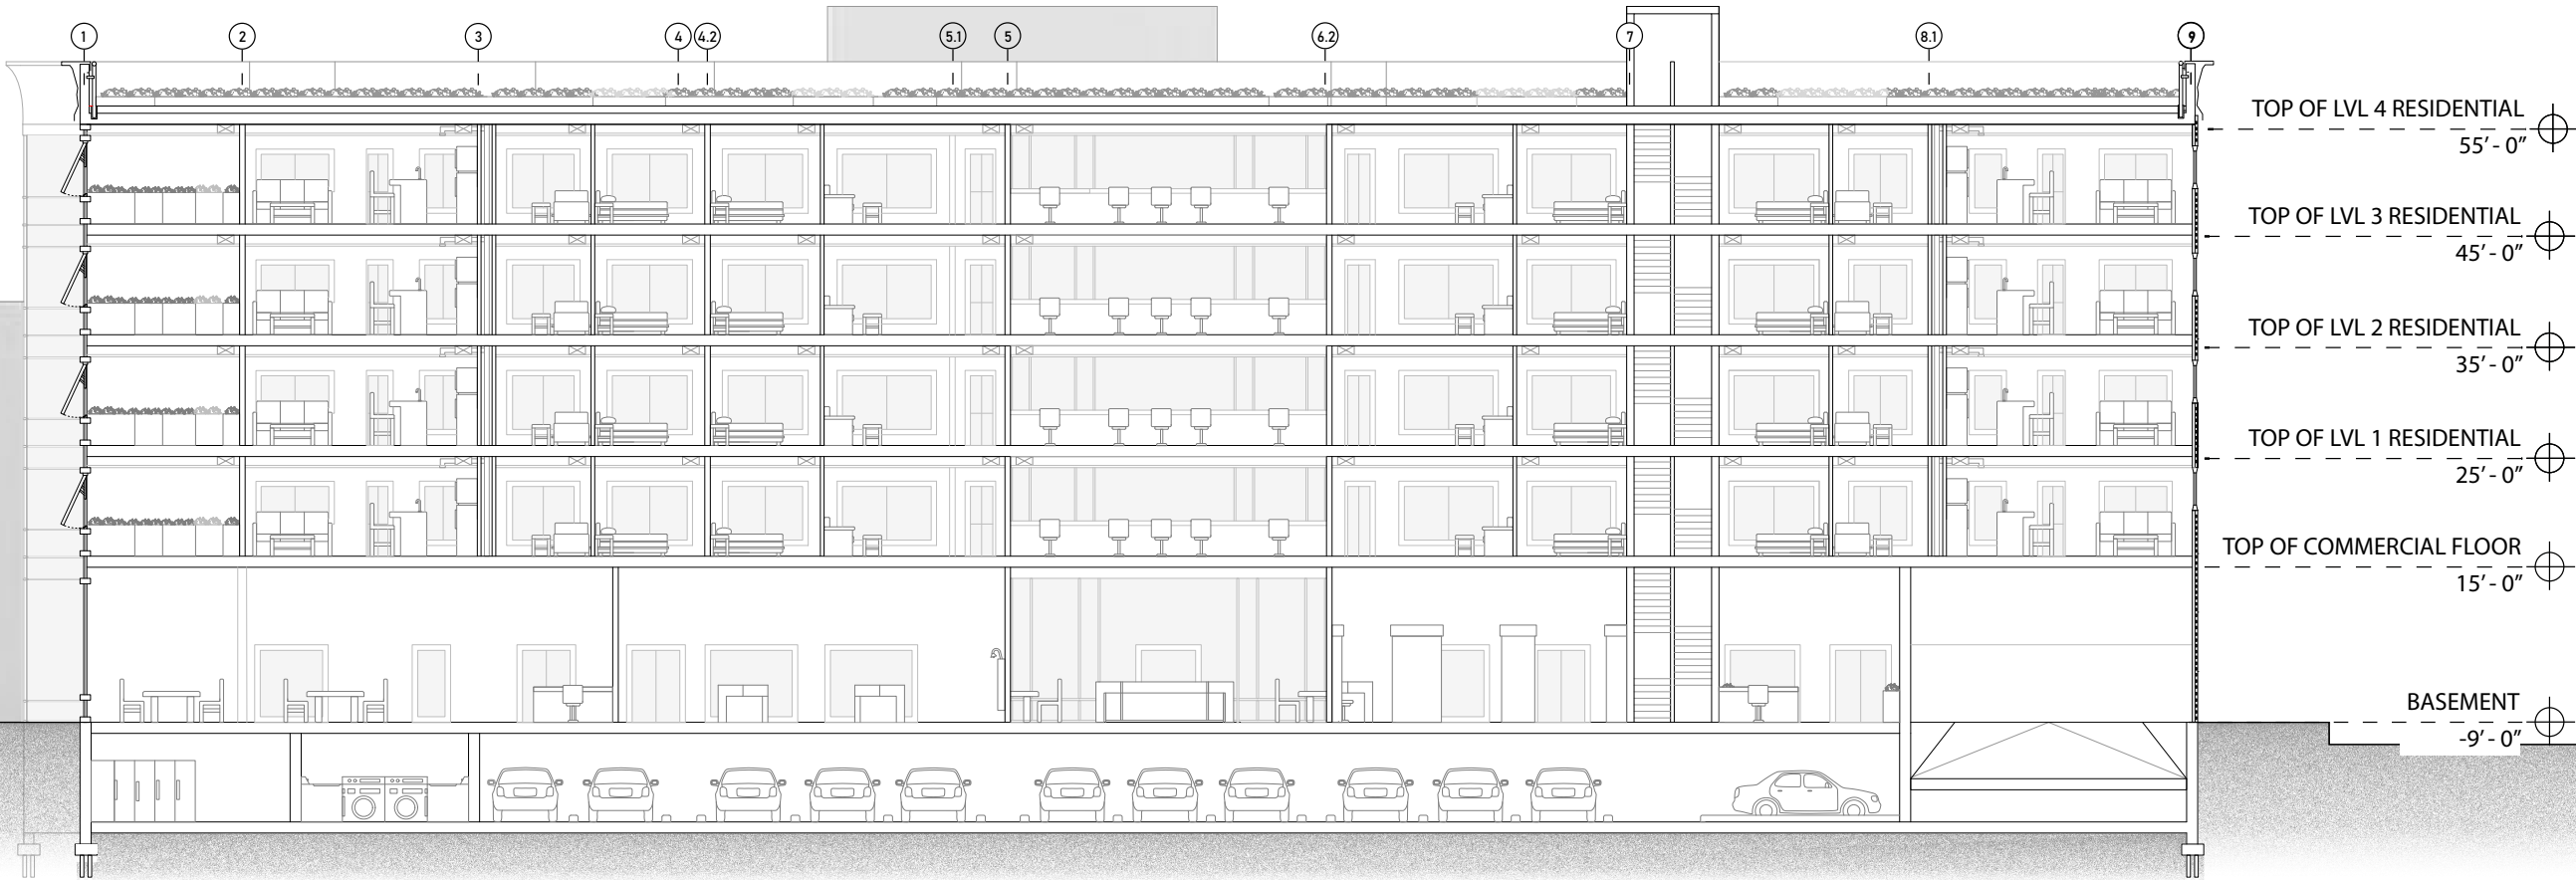 1
2
3
4
4.2
5.1
5
6.2
7
8.1
9
TOP OF LVL 4 RESIDENTIAL
55' - 0"
TOP OF LVL 3 RESIDENTIAL
45' - 0"
TOP OF LVL 2 RESIDENTIAL
35' - 0"
TOP OF LVL 1 RESIDENTIAL
25' - 0"
TOP OF COMMERCIAL FLOOR
15' - 0"
BASEMENT
-9' - 0"